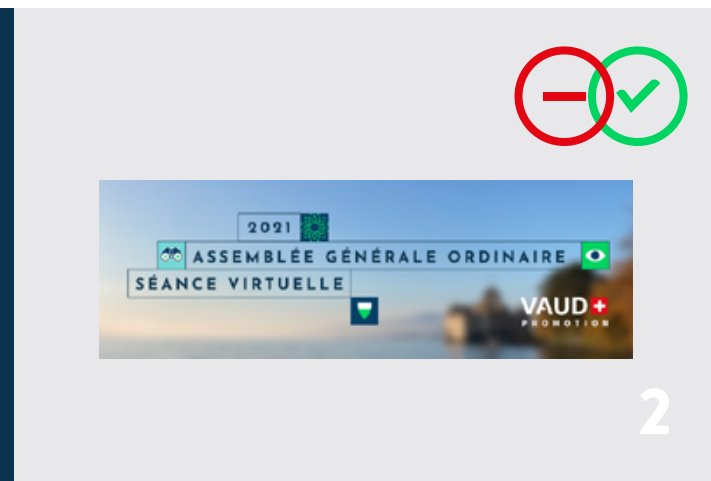 2021
ASSEMBLÉE GÉNÉRALE ORDINAIRE
SÉANCE VIRTUELLE
VAUD
PROMOTION
2